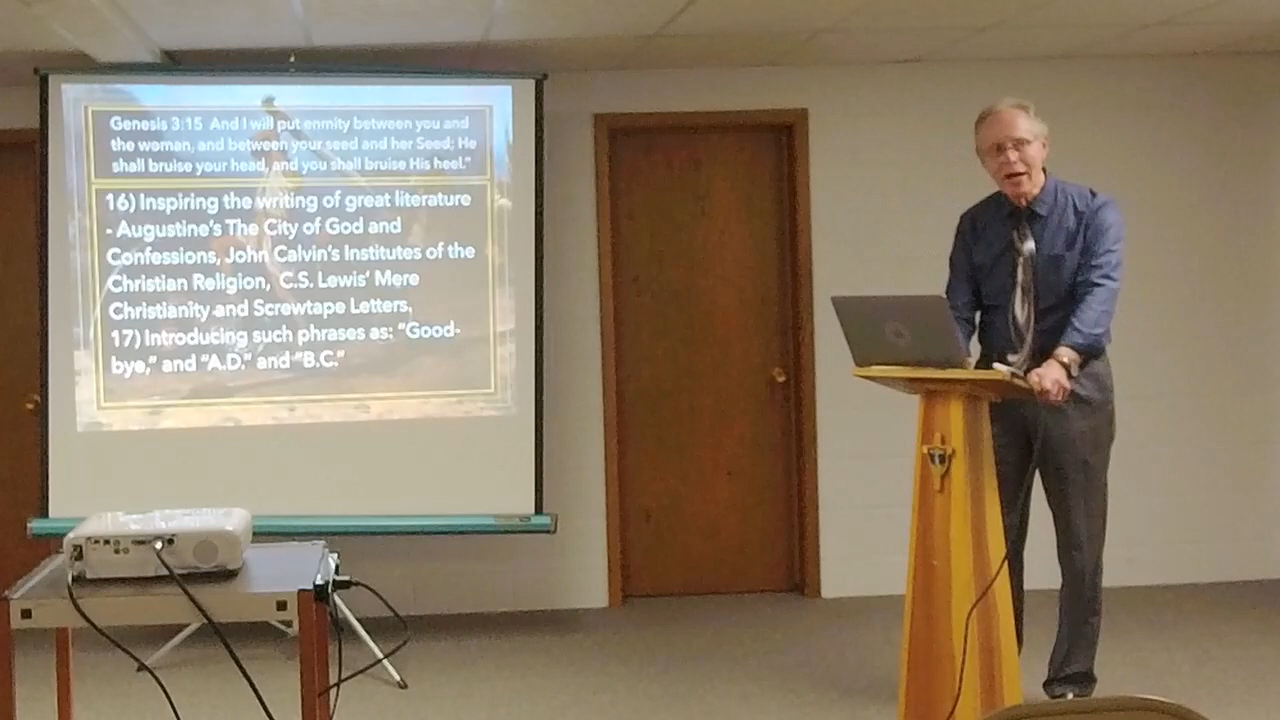 Genesis 3:15 And I will put enmity between you and
the woman, and between your seed and her Seed; He
shall bruise your head, and you shall bruise His heel."
16) Inspiring the writing of great literature
- Augustine's The City of God and
Confessions, John Calvin's Institutes of the
Christian Religion, C.S. Lewis' Mere
Christianity and Screwtape Letters.
17) Introducing such phrases as: "Good-
bye," and "A.D." and "B.C."